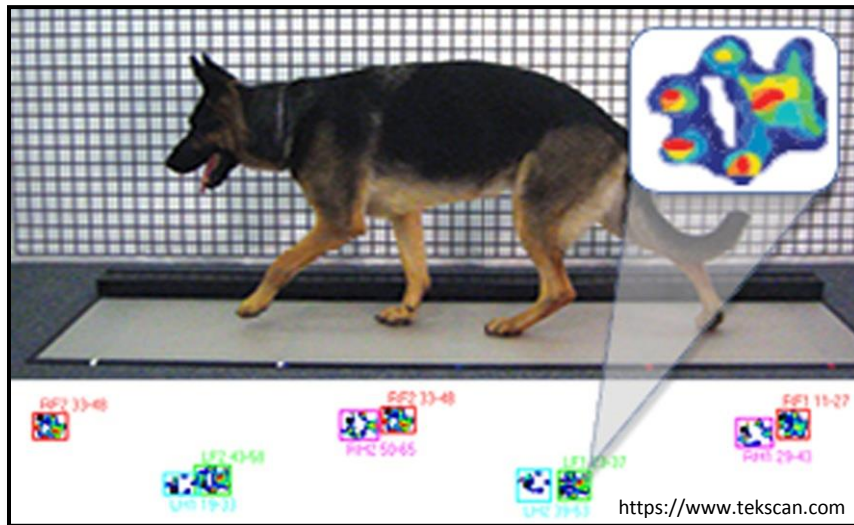 RF2 33-48
RF2 33-48
RF1 11-27
LF2 43-58
RH2 50-65
RH1 29-43
LH1 19-33
LH2 39-53
https://www.tekscan.com